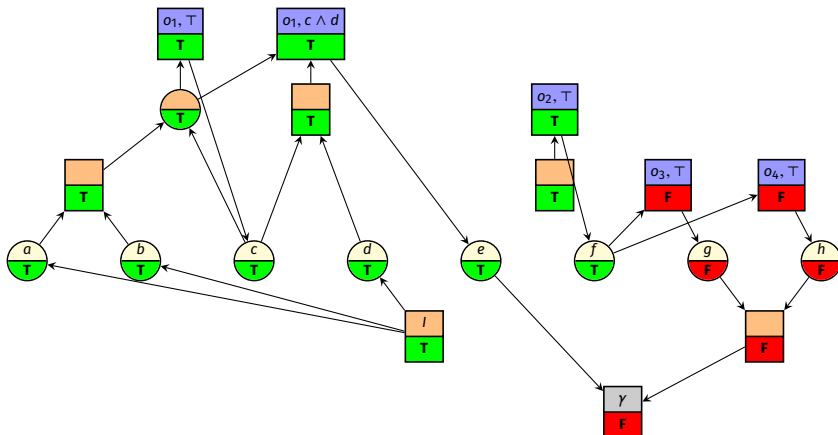 o₁, ⊤
T
o₁, c ∧ d
T
T
T
o₂, ⊤
T
T
T
o₃, ⊤
F
o₄, ⊤
F
a
T
b
T
c
T
d
T
e
T
f
T
g
F
h
F
I
T
F
γ
F